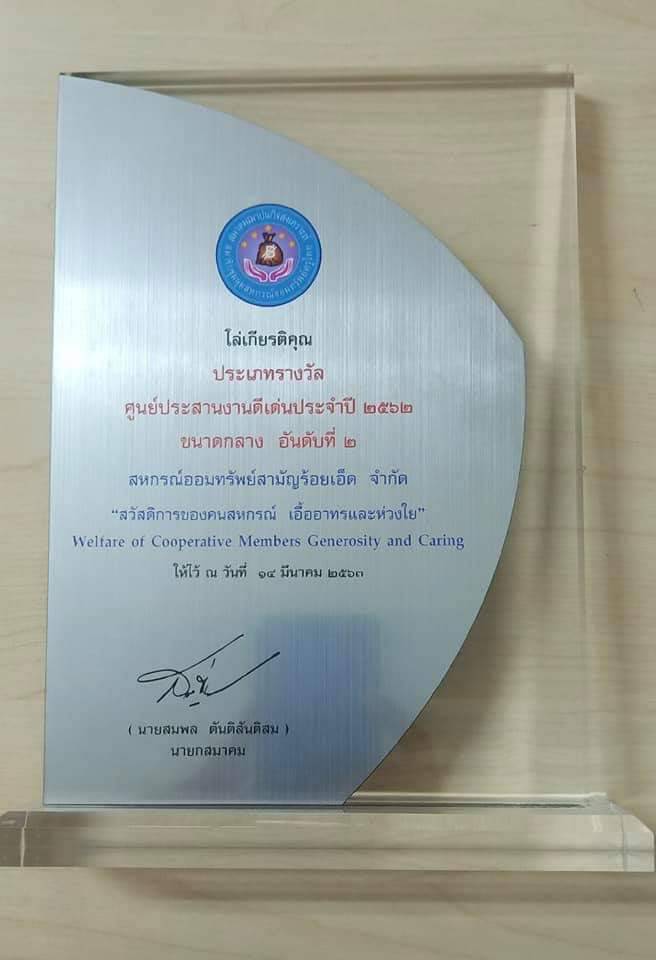 โล่เกียรติคุณ
ประเภทรางวัล
ศูนย์ประสานงานดีเด่นประจำปี ๒๕๖๒
ขนาดกลาง อันดับที่ ๒
สหกรณ์ออมทรัพย์สามัญร้อยเอ็ด จำกัด
“สวัสดิการของคนสหกรณ์ เอื้ออาทรและห่วงใย”
Welfare of Cooperative Members Generosity and Caring
ให้ไว้ ณ วันที่ ๑๔ มีนาคม ๒๕๖๓
( นายสมพล ตันติสันติสม )
นายกสมาคม